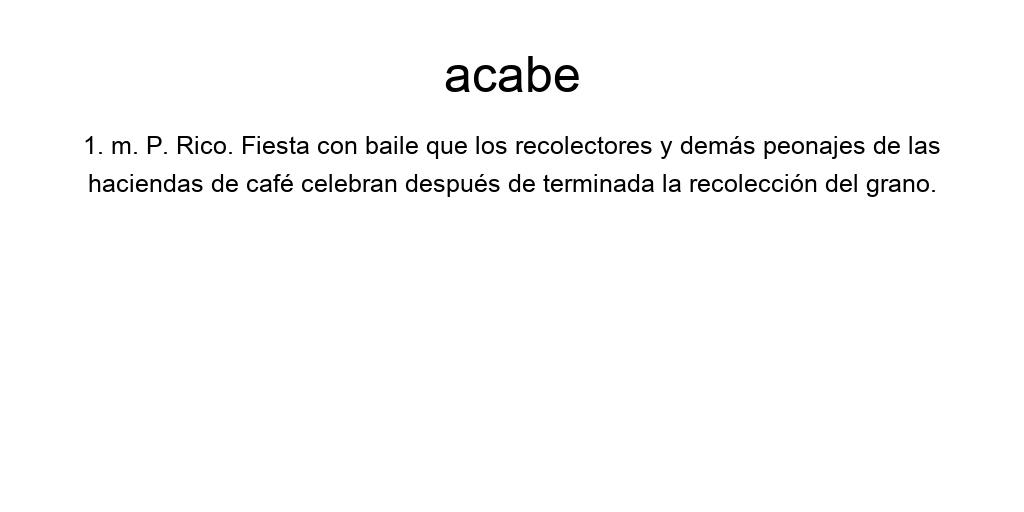 acabe
1. m. P. Rico. Fiesta con baile que los recolectores y demás peonajes de las
haciendas de café celebran después de terminada la recolección del grano.